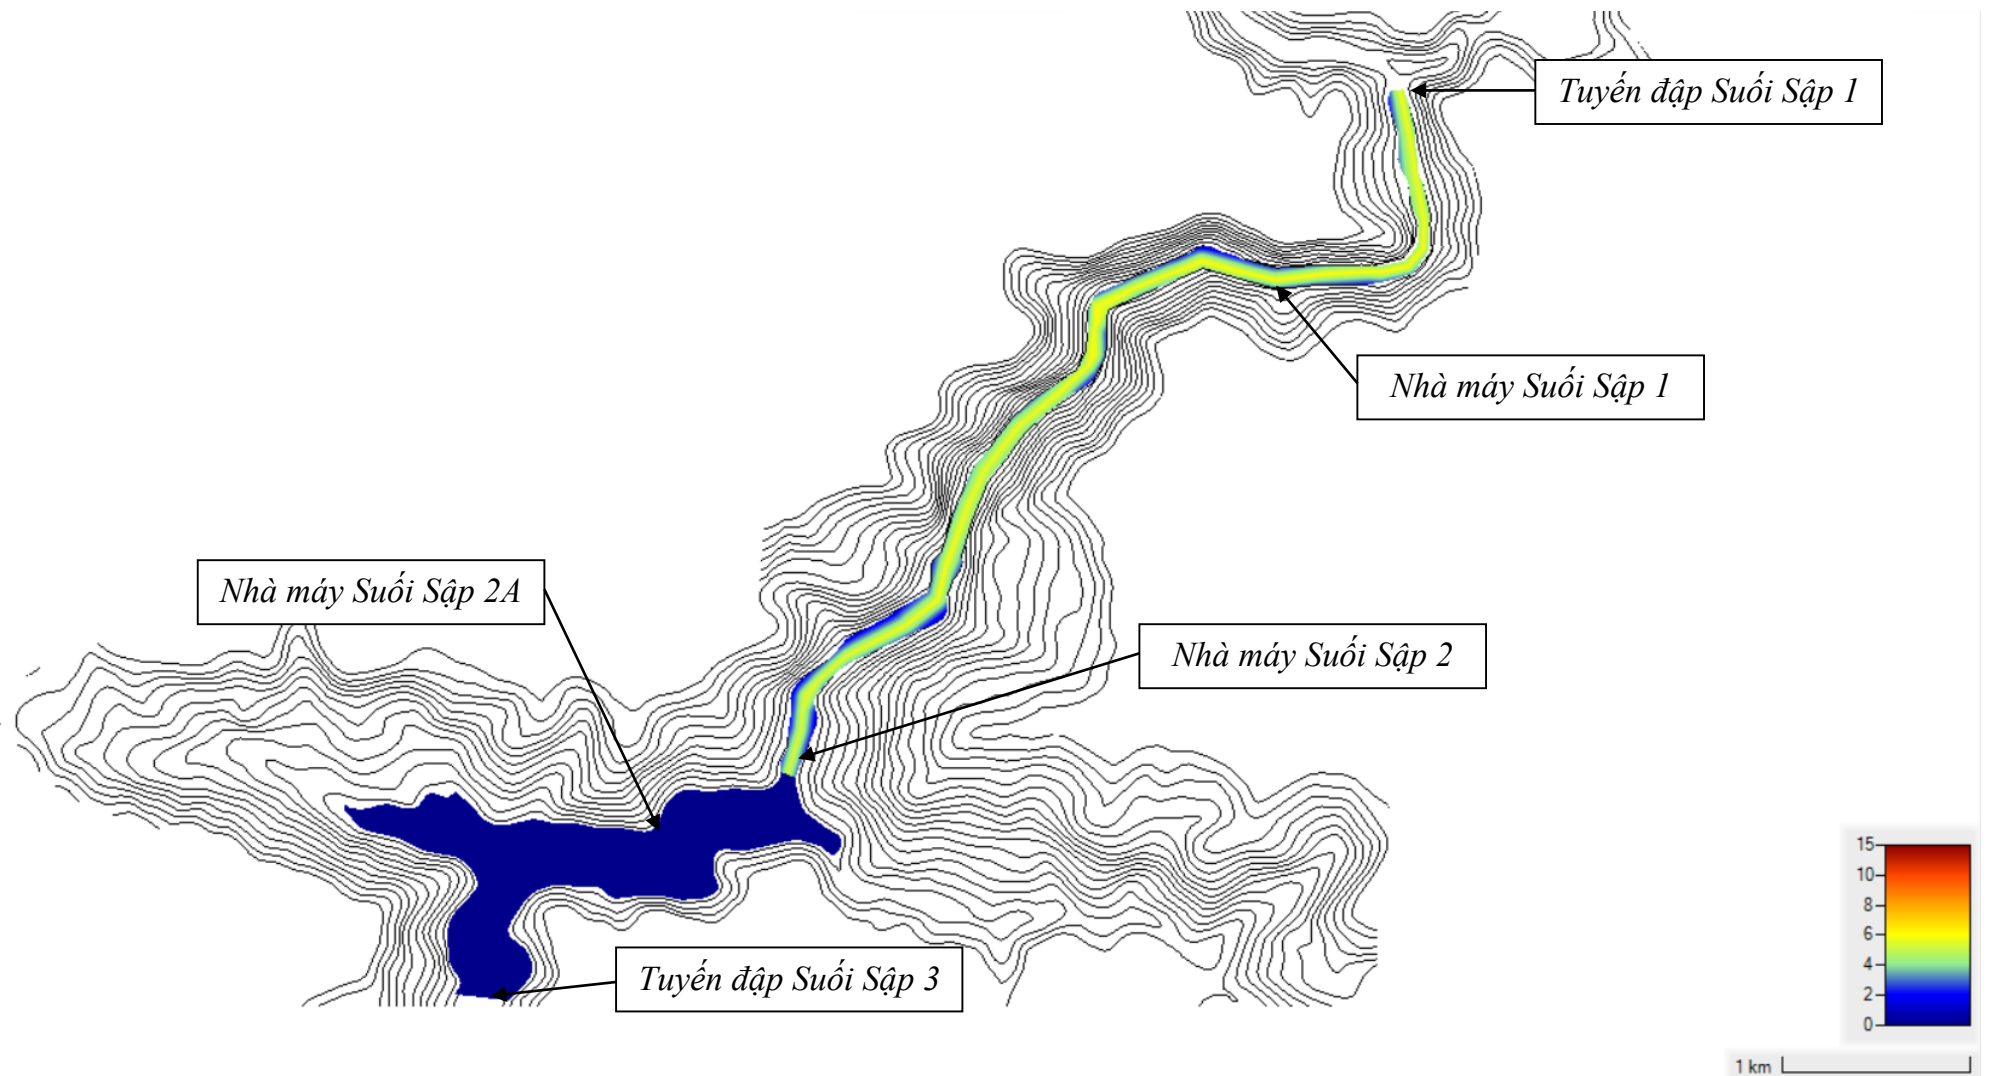 Tuyến đập Suối Sập 1
Nhà máy Suối Sập 1
Nhà máy Suối Sập 2A
Nhà máy Suối Sập 2
Tuyến đập Suối Sập 3
15
10
8
6
4
2
0
1 km